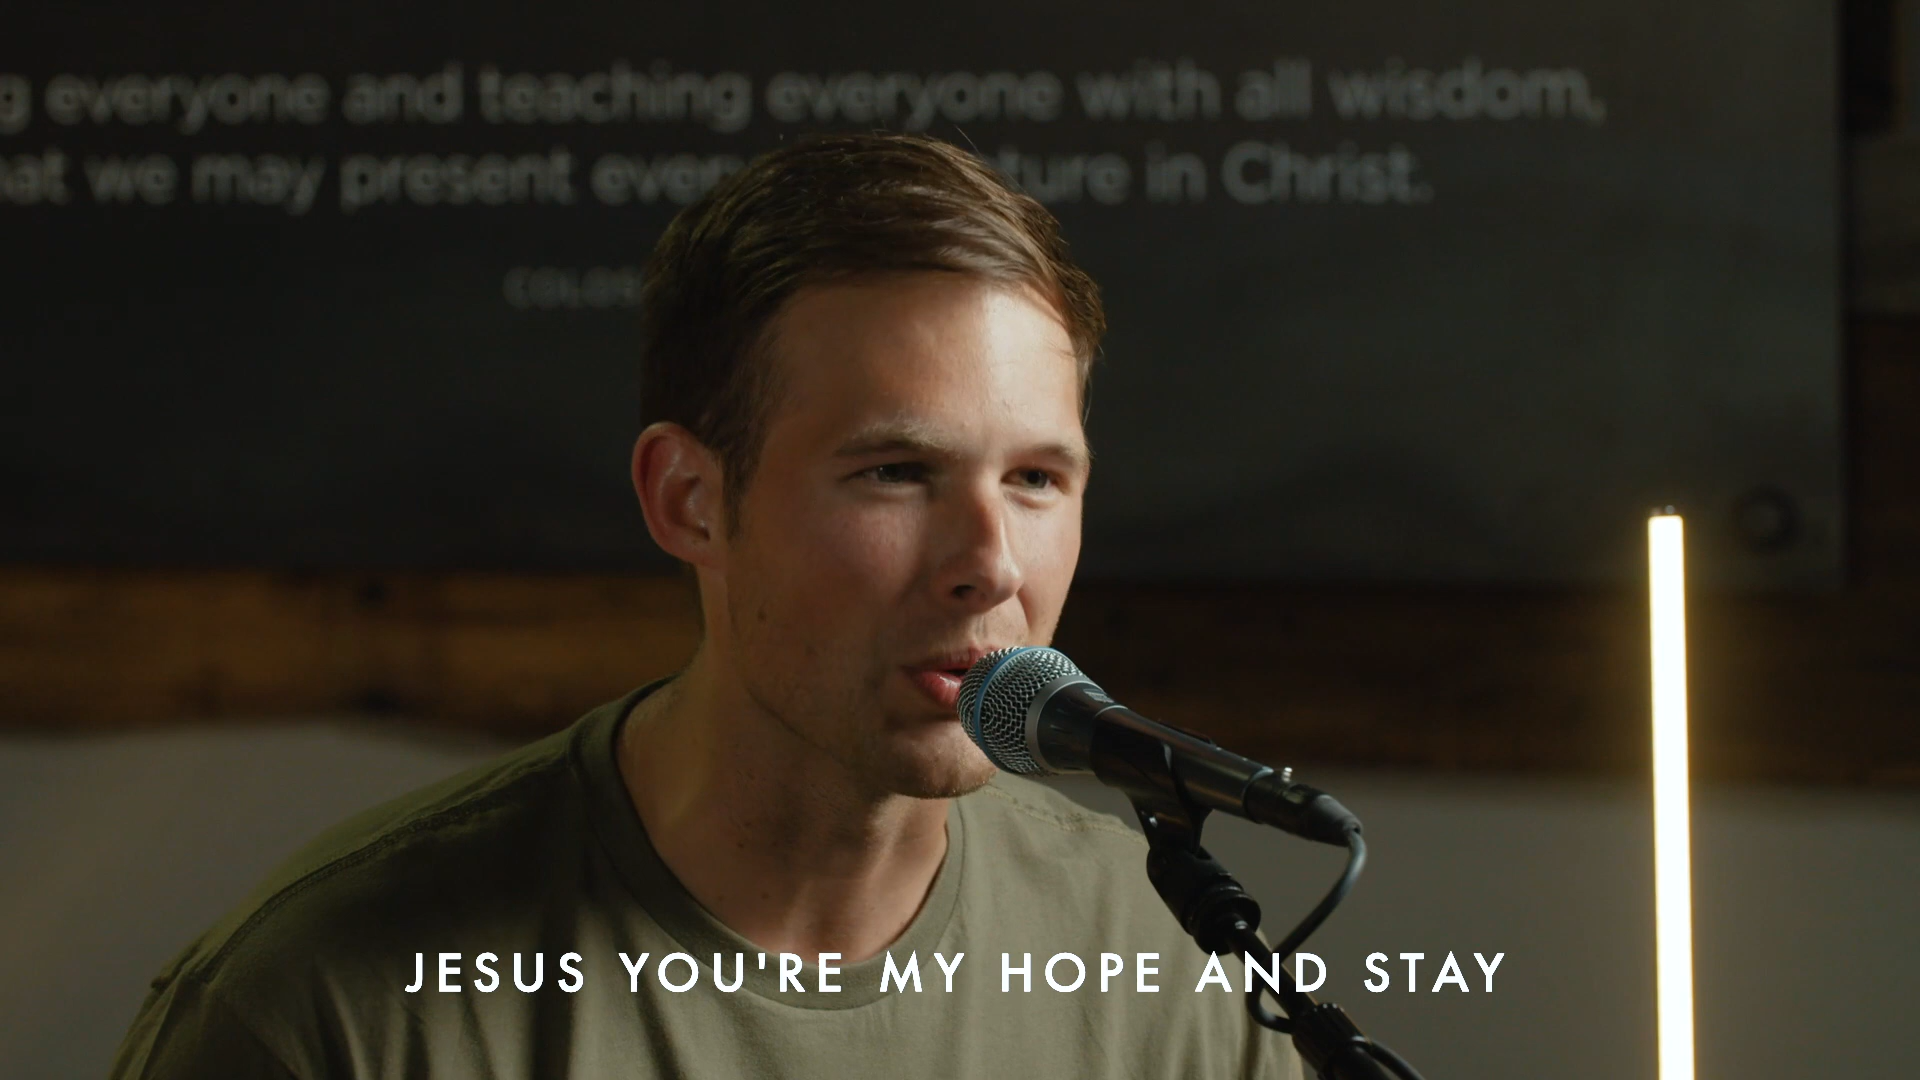 everyone and teaching everyone with all wisdom,
we may present in Christ.
JESUS YOU'RE MY HOPE AND STAY